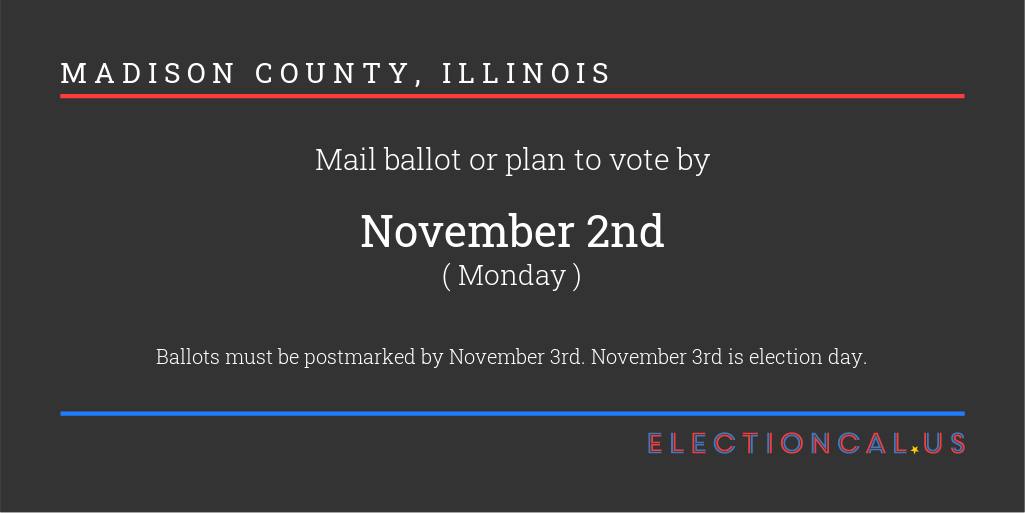 MADISON COUNTY, ILLINOIS
Mail ballot or plan to vote by
November 2nd
( Monday )
Ballots must be postmarked by November 3rd. November 3rd is election day.
ELECTIONCAL.US